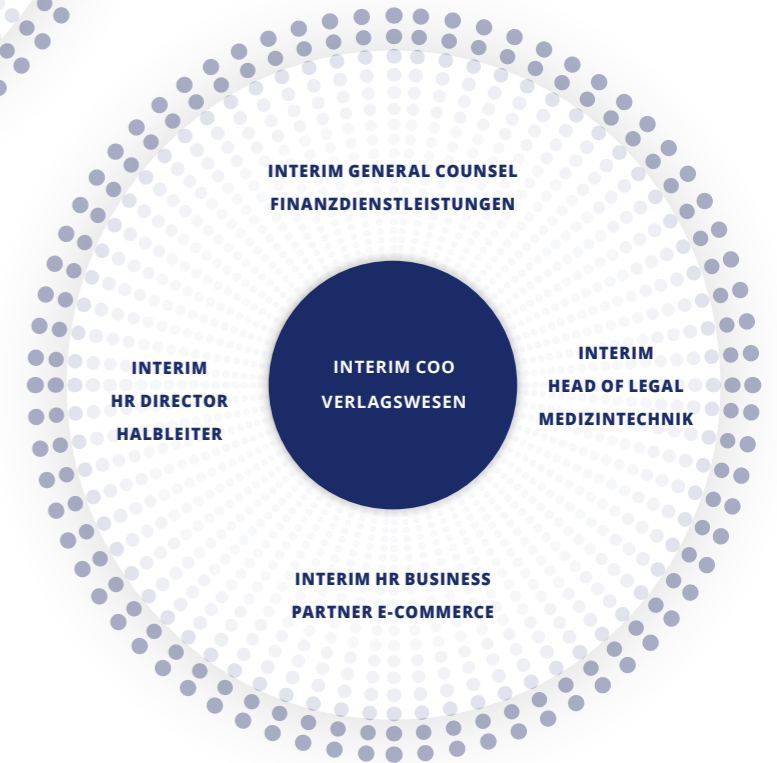 INTERIM GENERAL COUNSEL
FINANZDIENSTLEISTUNGEN
INTERIM
HR DIRECTOR
HALBLEITER
INTERIM COO
VERLAGSWESEN
INTERIM
HEAD OF LEGAL
MEDIZINTECHNIK
INTERIM HR BUSINESS
PARTNER E-COMMERCE